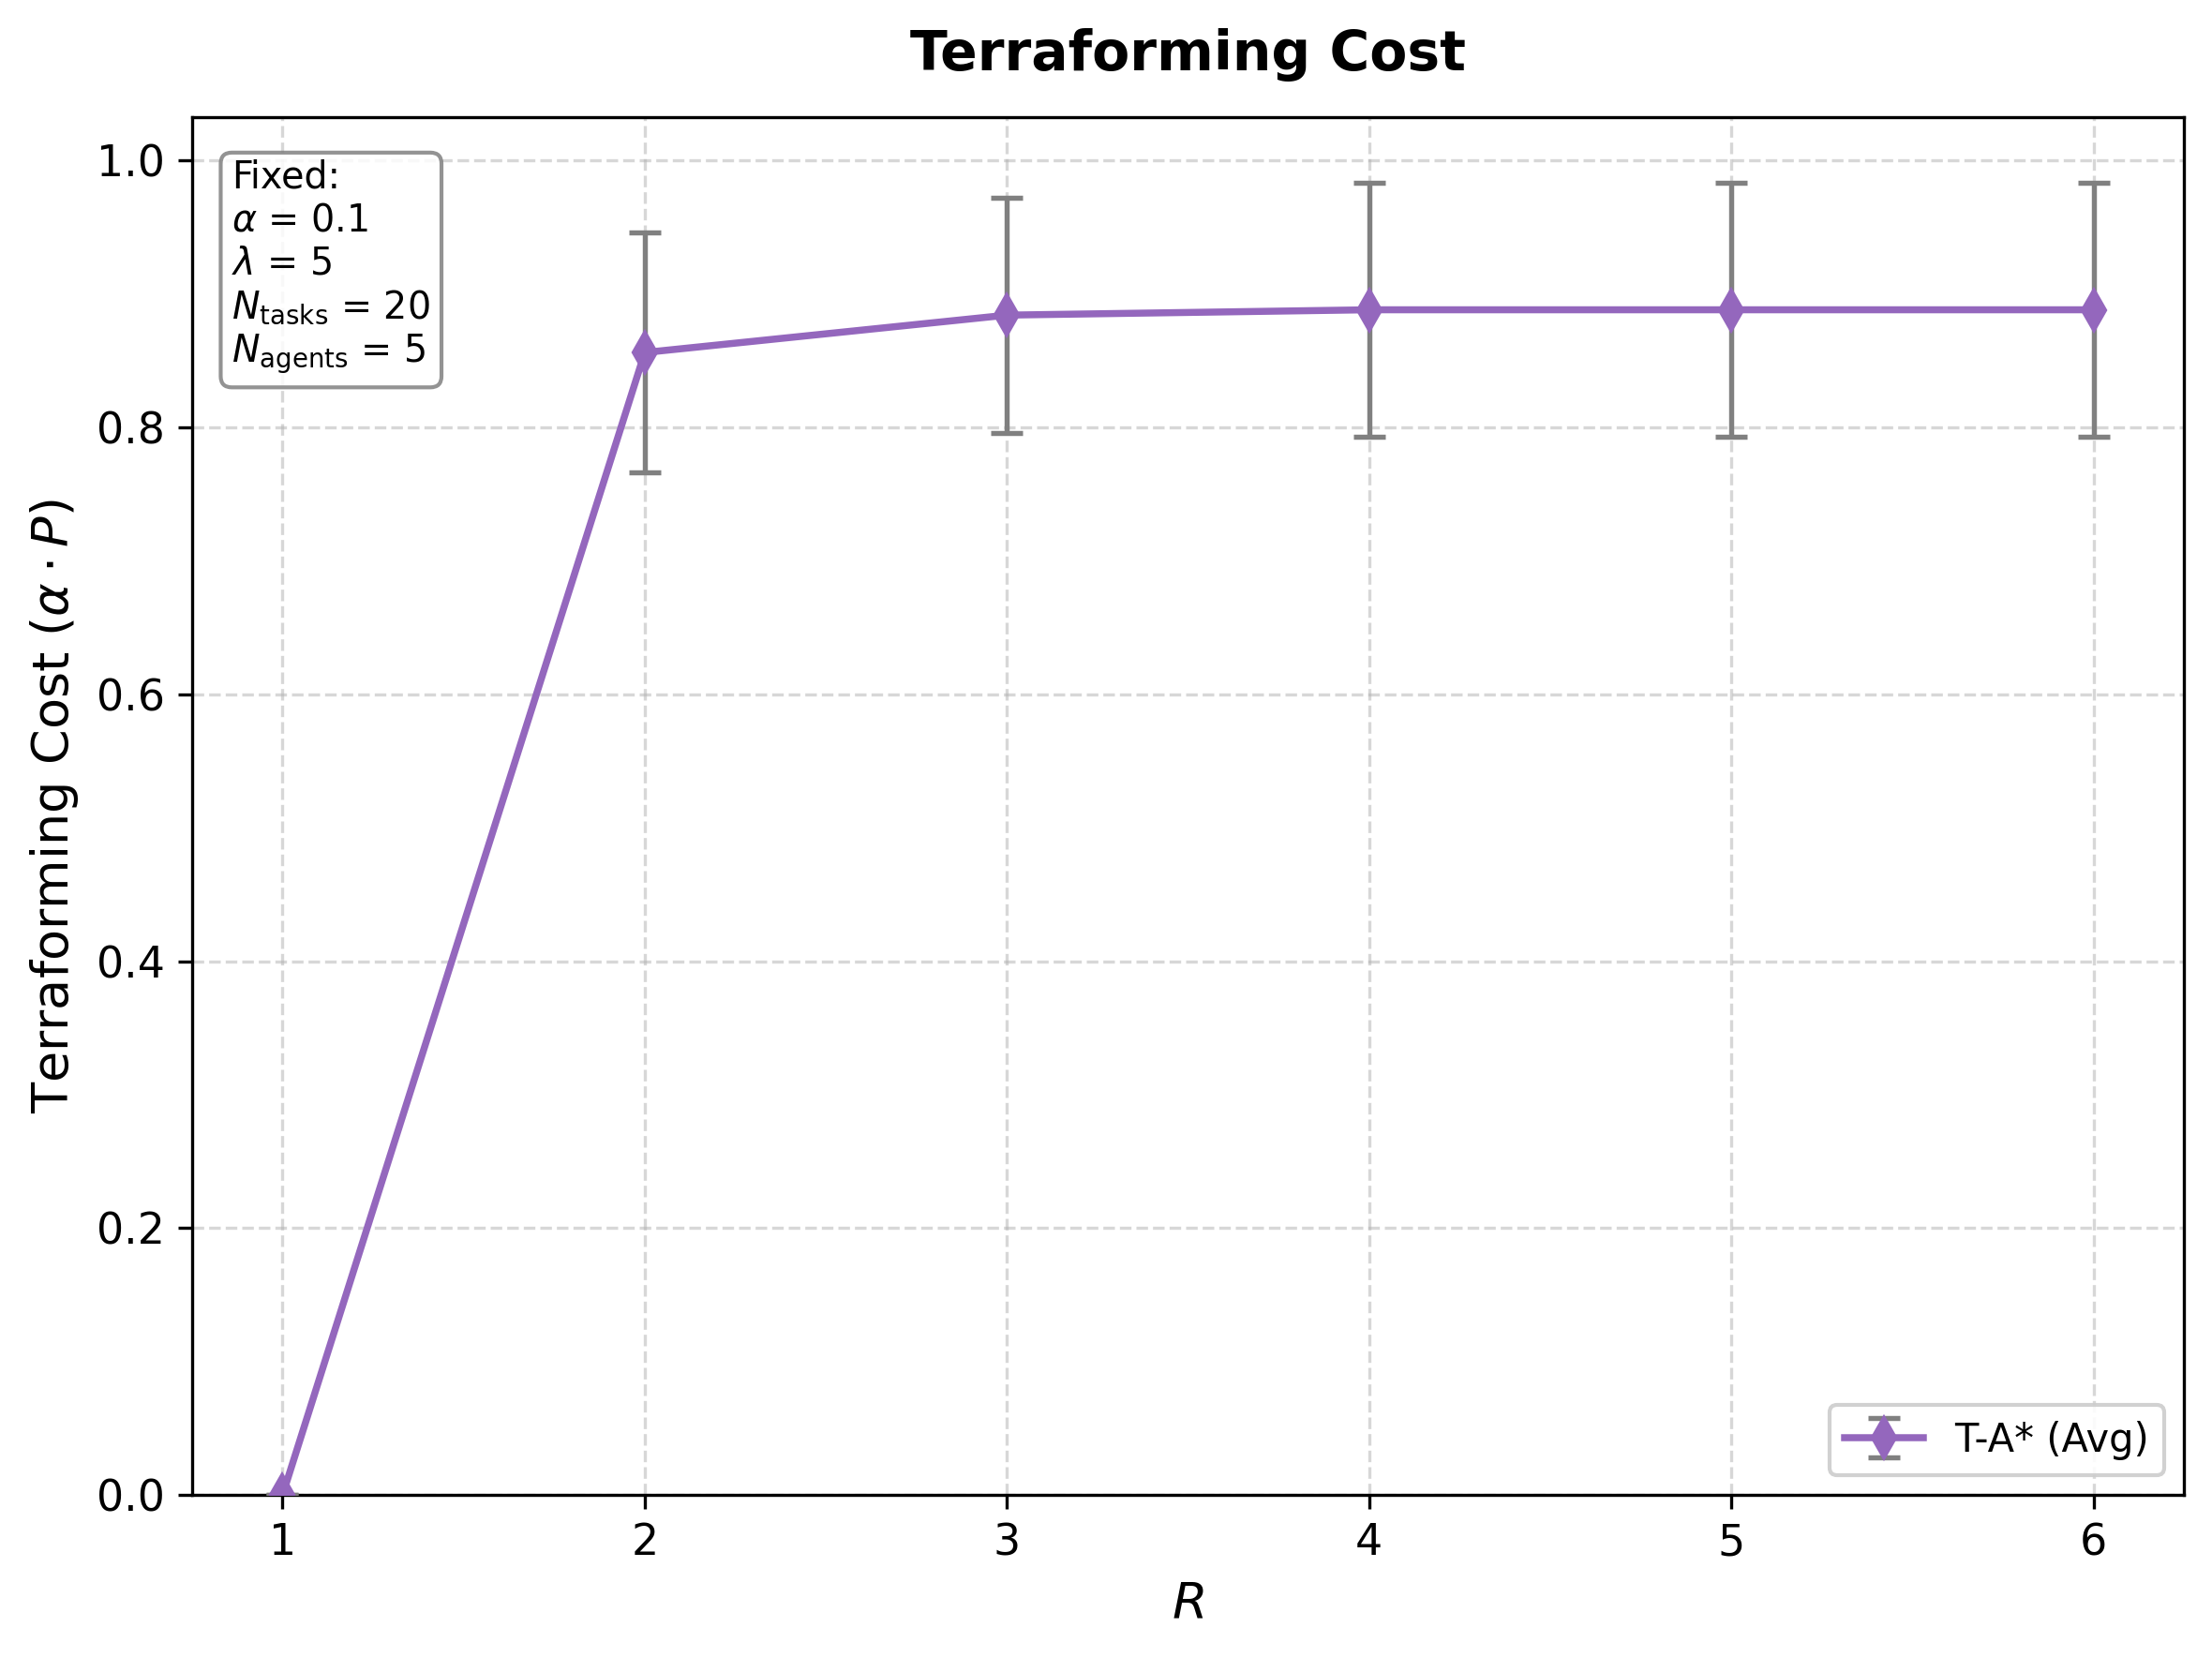 Terraforming Cost
Fixed:
α = 0.1
λ = 5
N_tasks = 20
N_agents = 5
Terraforming Cost (α · P)
1.0
0.8
0.6
0.4
0.2
0.0
1 2 3 4 5 6
R
T-A* (Avg)